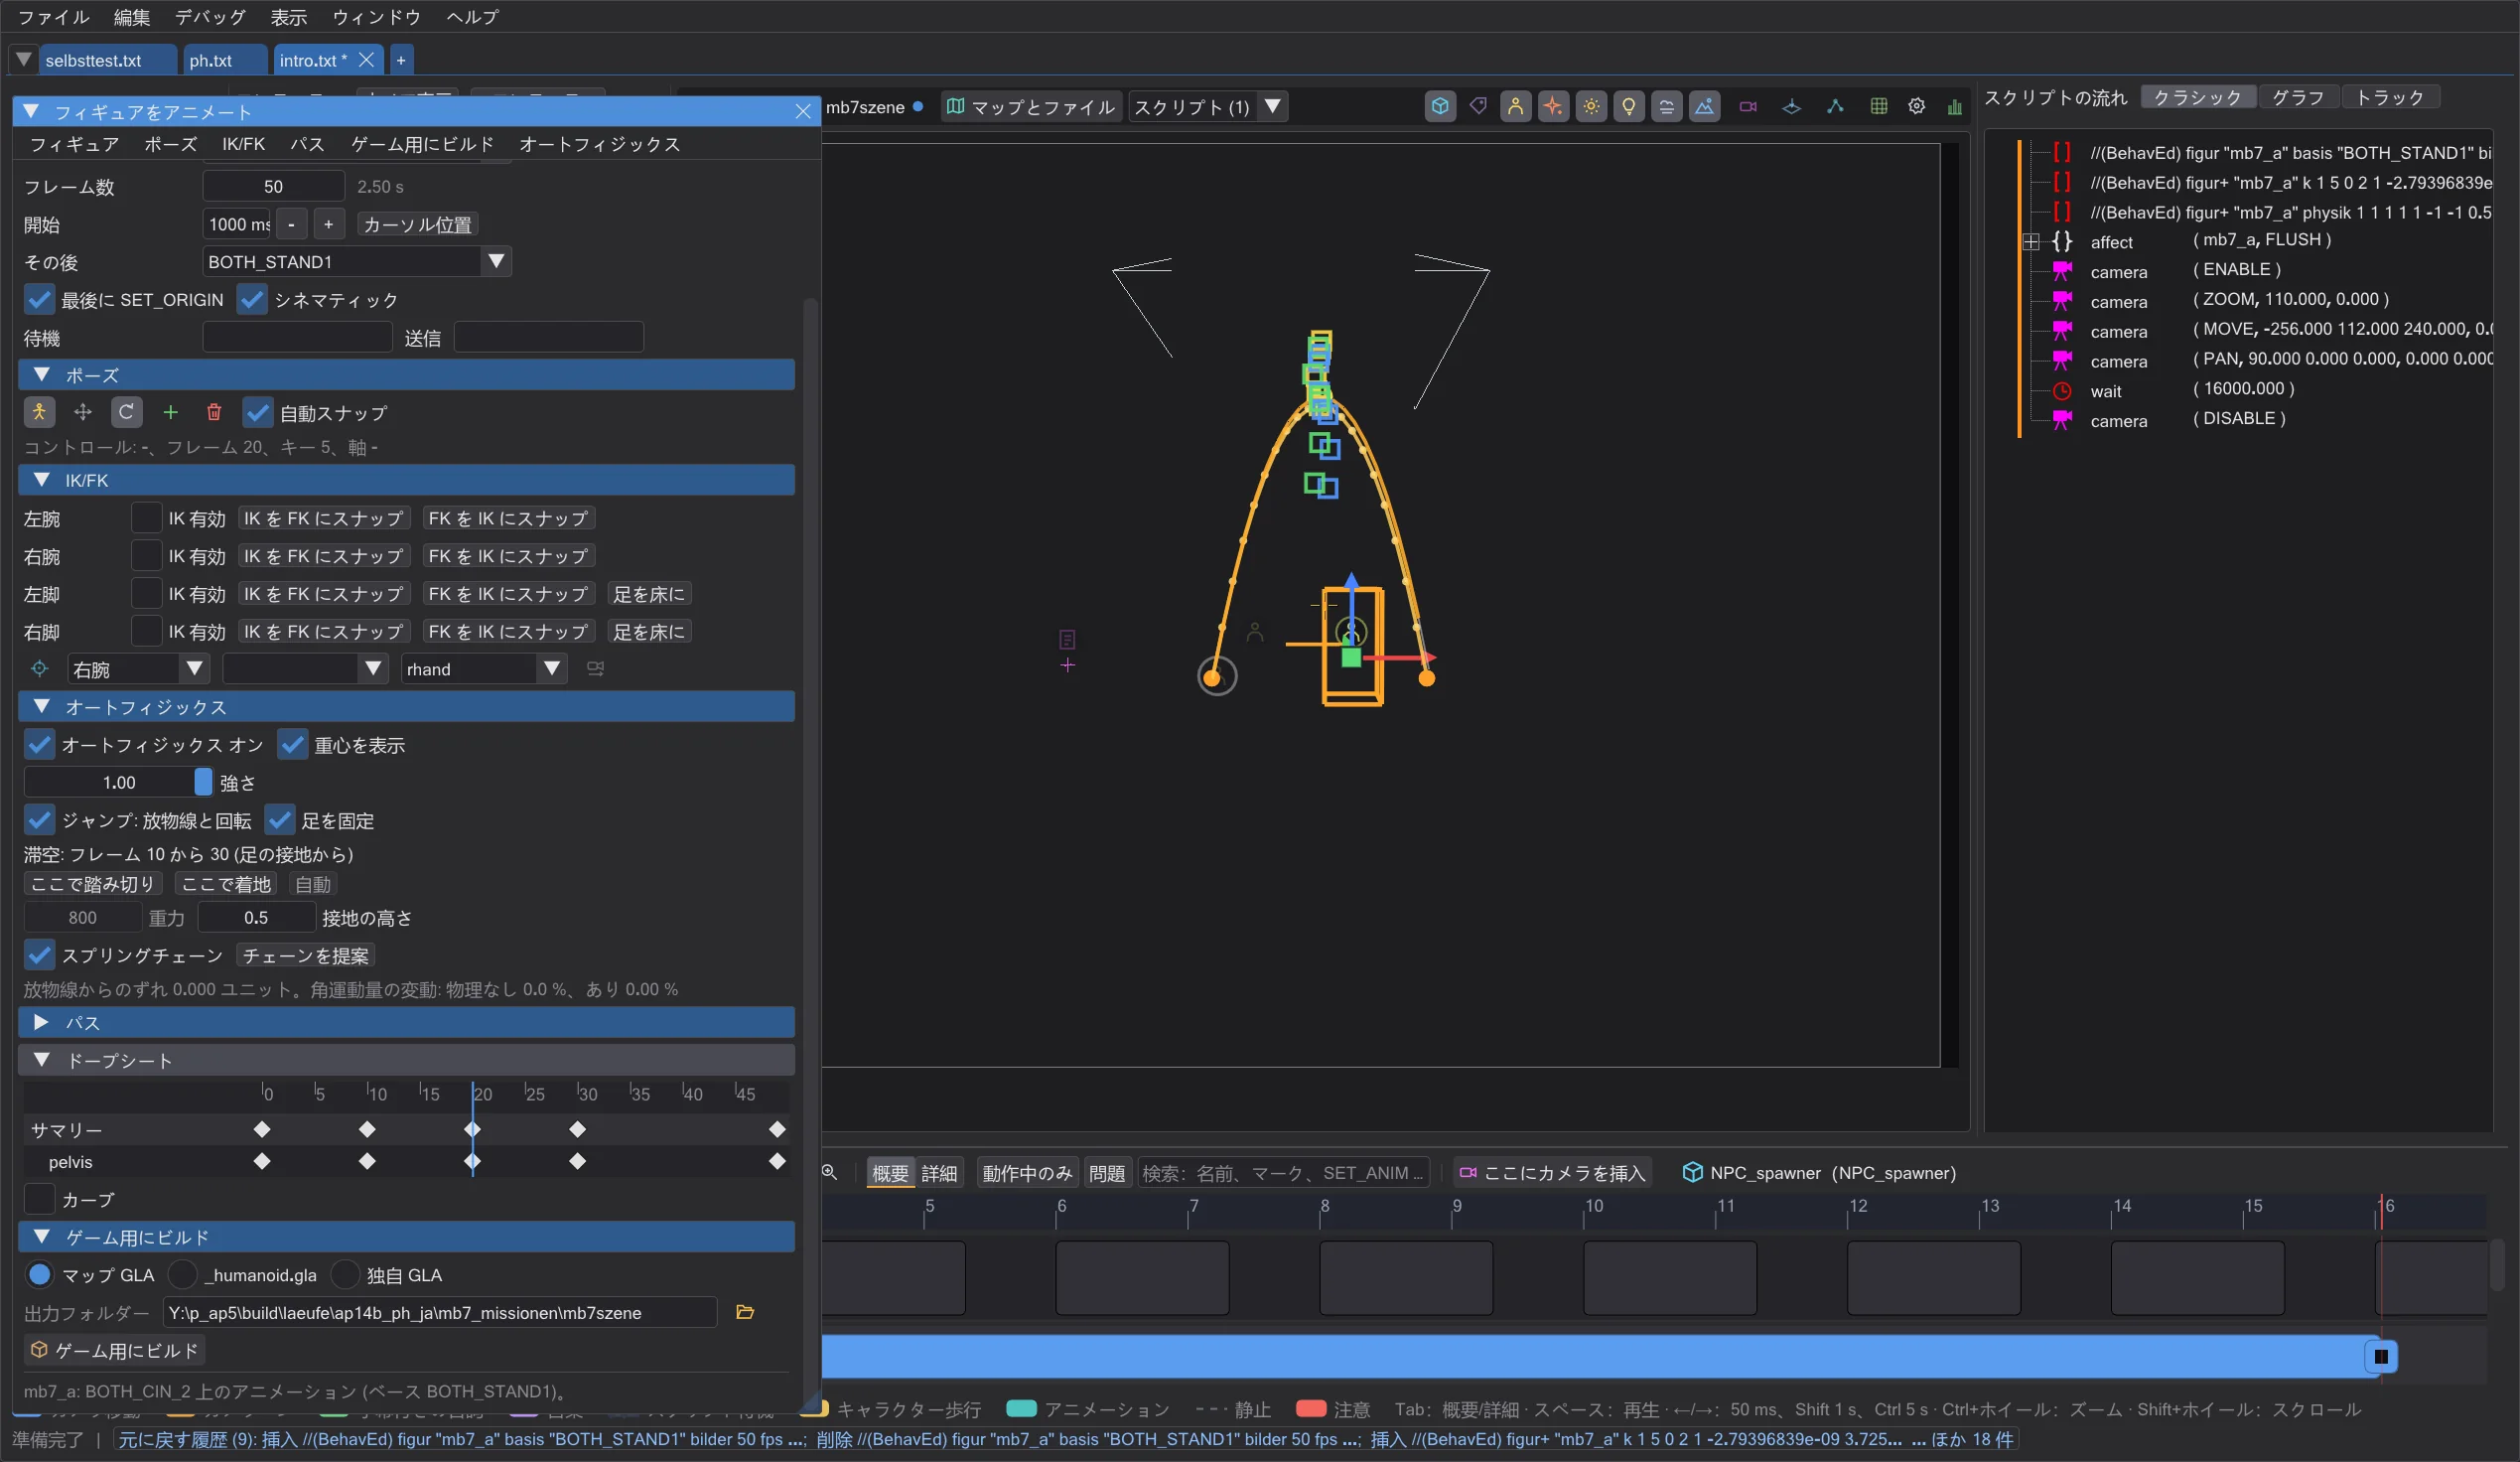 ファイル 編集 デバッグ 表示 ウィンドウ ヘルプ
selbsttest.txt ph.txt intro.txt * +
フィギュアをアニメート
フィギュア ポーズ IK/FK パス ゲーム用にビルド オートフィジックス
フレーム数 50 2.50 s
開始 1000 ms - + カーソル位置
その後 BOTH_STAND1
最後に SET_ORIGIN シネマティック
待機 送信
ポーズ
自動スナップ
コントロール: -、フレーム 20、キー 5、軸 -
IK/FK
左腕 IK 有効 IK を FK にスナップ FK を IK にスナップ
右腕 IK 有効 IK を FK にスナップ FK を IK にスナップ
左脚 IK 有効 IK を FK にスナップ FK を IK にスナップ 足を床に
右脚 IK 有効 IK を FK にスナップ FK を IK にスナップ 足を床に
右腕 rhand
オートフィジックス
オートフィジックス オン 重心を表示
1.00 強さ
ジャンプ: 放物線と回転 足を固定
滞空: フレーム 10 から 30 (足の接地から)
ここで踏み切り ここで着地 自動
800 重力 0.5 接地の高さ
スプリングチェーン チェーンを提案
放物線からのずれ 0.000 ユニット。角運動量の変動: 物理なし 0.0 %、あり 0.00 %
パス
ドープシート
0 5 10 15 20 25 30 35 40 45
サマリー
pelvis
カーブ
ゲーム用にビルド
マップ GLA _humanoid.gla 独自 GLA
出力フォルダー Y:\p_ap5\build\laeufe\ap14b_ph_ja\mb7_missionen\mb7szene
ゲーム用にビルド
mb7_a: BOTH_CIN_2 上のアニメーション (ベース BOTH_STAND1)。
mb7szene マップとファイル スクリプト (1)
スクリプトの流れ クラシック グラフ トラック
//(BehavEd) figur "mb7_a" basis "BOTH_STAND1" bi
//(BehavEd) figur+ "mb7_a" k 1 5 0 2 1 -2.79396839e
//(BehavEd) figur+ "mb7_a" physik 1 1 1 1 1 -1 -1 0.5
affect ( mb7_a, FLUSH )
camera ( ENABLE )
camera ( ZOOM, 110.000, 0.000 )
camera ( MOVE, -256.000 112.000 240.000, 0.0
camera ( PAN, 90.000 0.000 0.000, 0.000 0.000
wait ( 16000.000 )
camera ( DISABLE )
概要 詳細 動作中のみ 問題 検索: 名前、マーク、SET_ANIM ... ここにカメラを挿入 NPC_spawner (NPC_spawner)
5 6 7 8 9 10 11 12 13 14 15 16
キャラクター歩行 アニメーション 静止 注意 Tab: 概要/詳細 · スペース: 再生 · ←/→: 50 ms、Shift 1 s、Ctrl 5 s · Ctrl+ホイール: ズーム · Shift+ホイール: スクロール
準備完了 | 元に戻す履歴 (9): 挿入 //(BehavEd) figur "mb7_a" basis "BOTH_STAND1" bilder 50 fps ...; 削除 //(BehavEd) figur "mb7_a" basis "BOTH_STAND1" bilder 50 fps ...; 挿入 //(BehavEd) figur+ "mb7_a" k 1 5 0 2 1 -2.79396839e-09 3.725... ... ほか 18 件